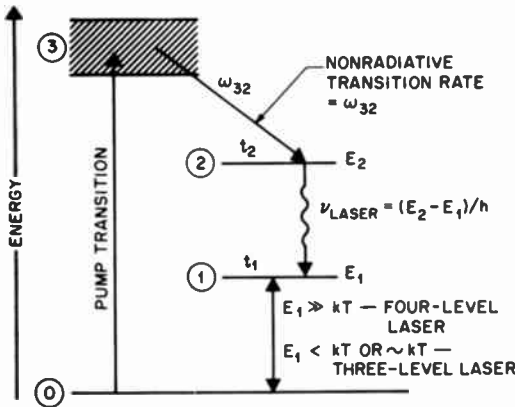 3
NONRADIATIVE
TRANSITION RATE
= ω32
ω32
t2
2
E2
νLASER = (E2−E1)/h
ENERGY
PUMP TRANSITION
t1
1
E1
E1 ≫ kT — FOUR-LEVEL
LASER
E1 < kT OR ~kT —
THREE-LEVEL LASER
0